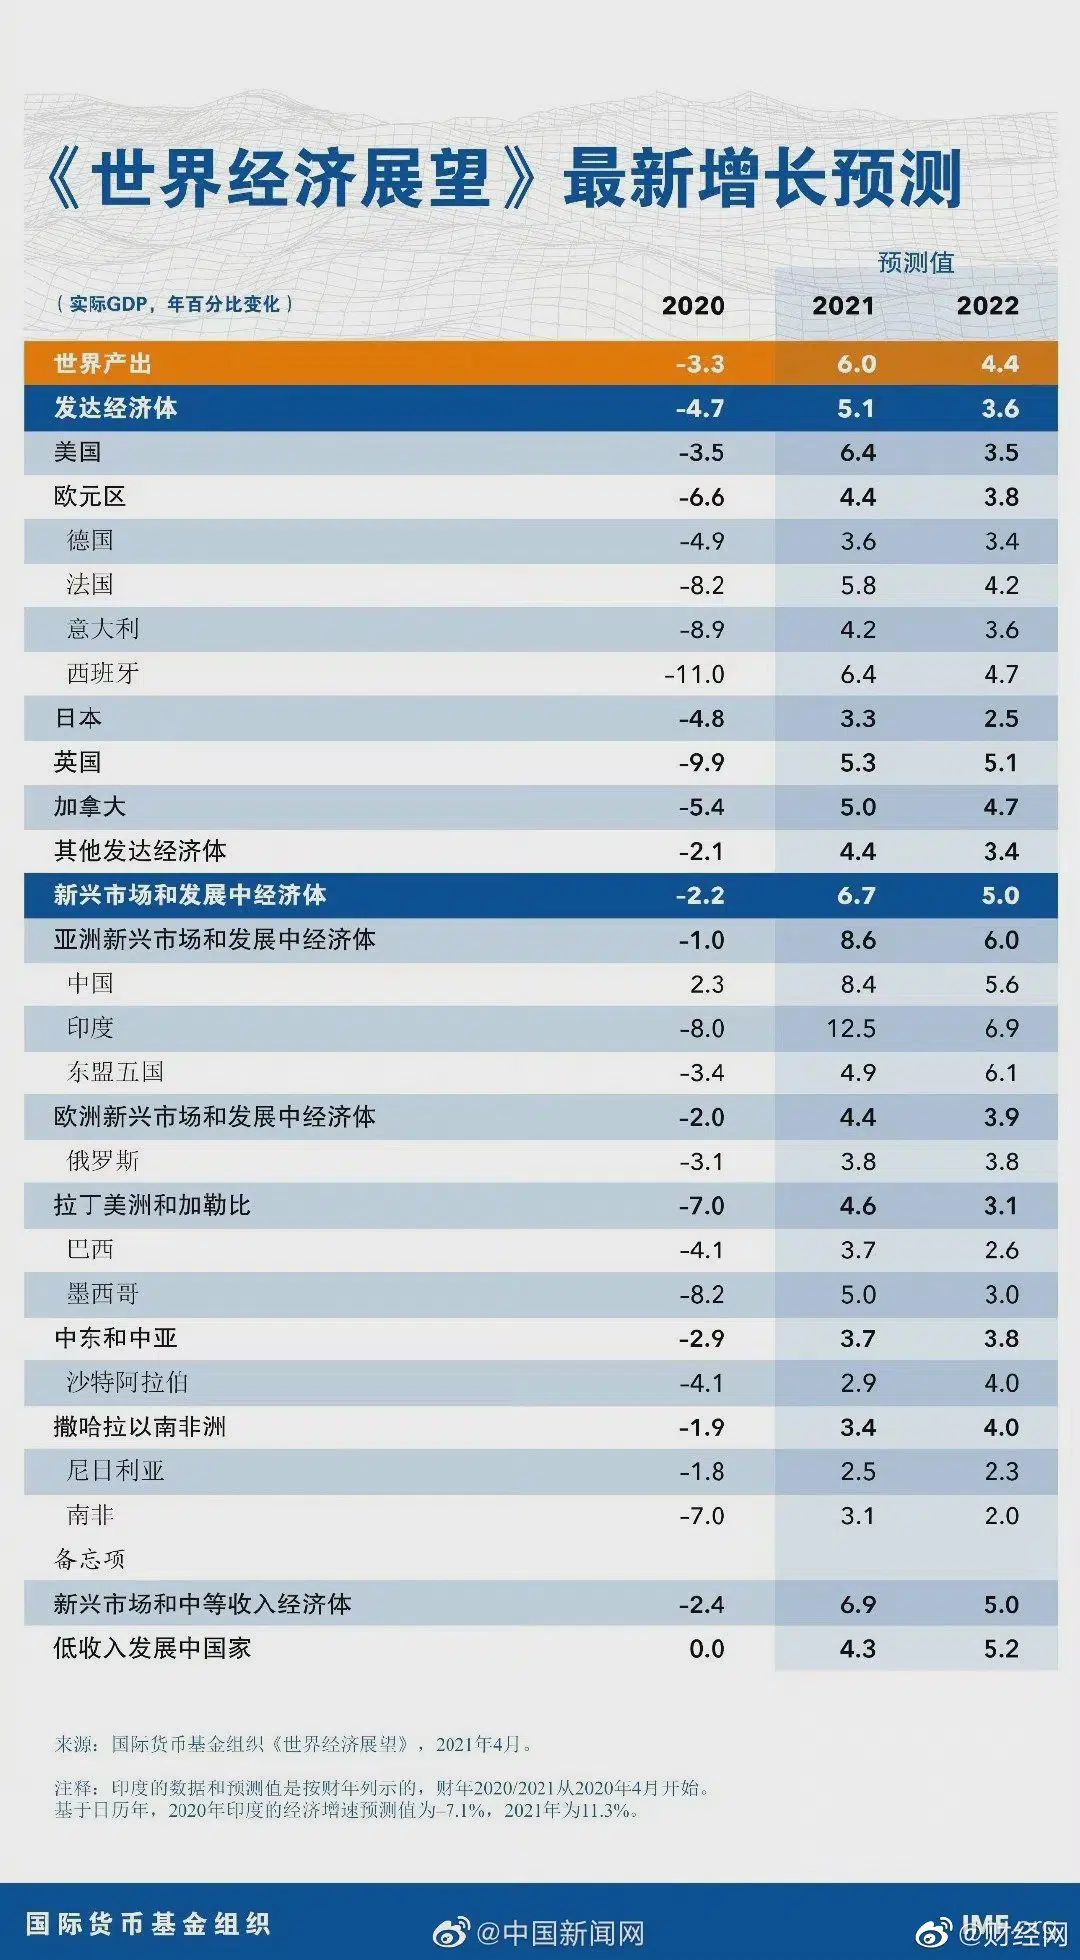 《世界经济展望》最新增长预测
预测值
（实际GDP，年百分比变化） 2020 2021 2022
世界产出 -3.3 6.0 4.4
发达经济体 -4.7 5.1 3.6
美国 -3.5 6.4 3.5
欧元区 -6.6 4.4 3.8
德国 -4.9 3.6 3.4
法国 -8.2 5.8 4.2
意大利 -8.9 4.2 3.6
西班牙 -11.0 6.4 4.7
日本 -4.8 3.3 2.5
英国 -9.9 5.3 5.1
加拿大 -5.4 5.0 4.7
其他发达经济体 -2.1 4.4 3.4
新兴市场和发展中经济体 -2.2 6.7 5.0
亚洲新兴市场和发展中经济体 -1.0 8.6 6.0
中国 2.3 8.4 5.6
印度 -8.0 12.5 6.9
东盟五国 -3.4 4.9 6.1
欧洲新兴市场和发展中经济体 -2.0 4.4 3.9
俄罗斯 -3.1 3.8 3.8
拉丁美洲和加勒比 -7.0 4.6 3.1
巴西 -4.1 3.7 2.6
墨西哥 -8.2 5.0 3.0
中东和中亚 -2.9 3.7 3.8
沙特阿拉伯 -4.1 2.9 4.0
撒哈拉以南非洲 -1.9 3.4 4.0
尼日利亚 -1.8 2.5 2.3
南非 -7.0 3.1 2.0
备忘项
新兴市场和中等收入经济体 -2.4 6.9 5.0
低收入发展中国家 0.0 4.3 5.2
来源：国际货币基金组织《世界经济展望》，2021年4月。
注释：印度的数据和预测值是按财年列示的，财年2020/2021从2020年4月开始。
基于日历年，2020年印度的经济增速预测值为–7.1%，2021年为11.3%。
国际货币基金组织 @中国新闻网 @财经网